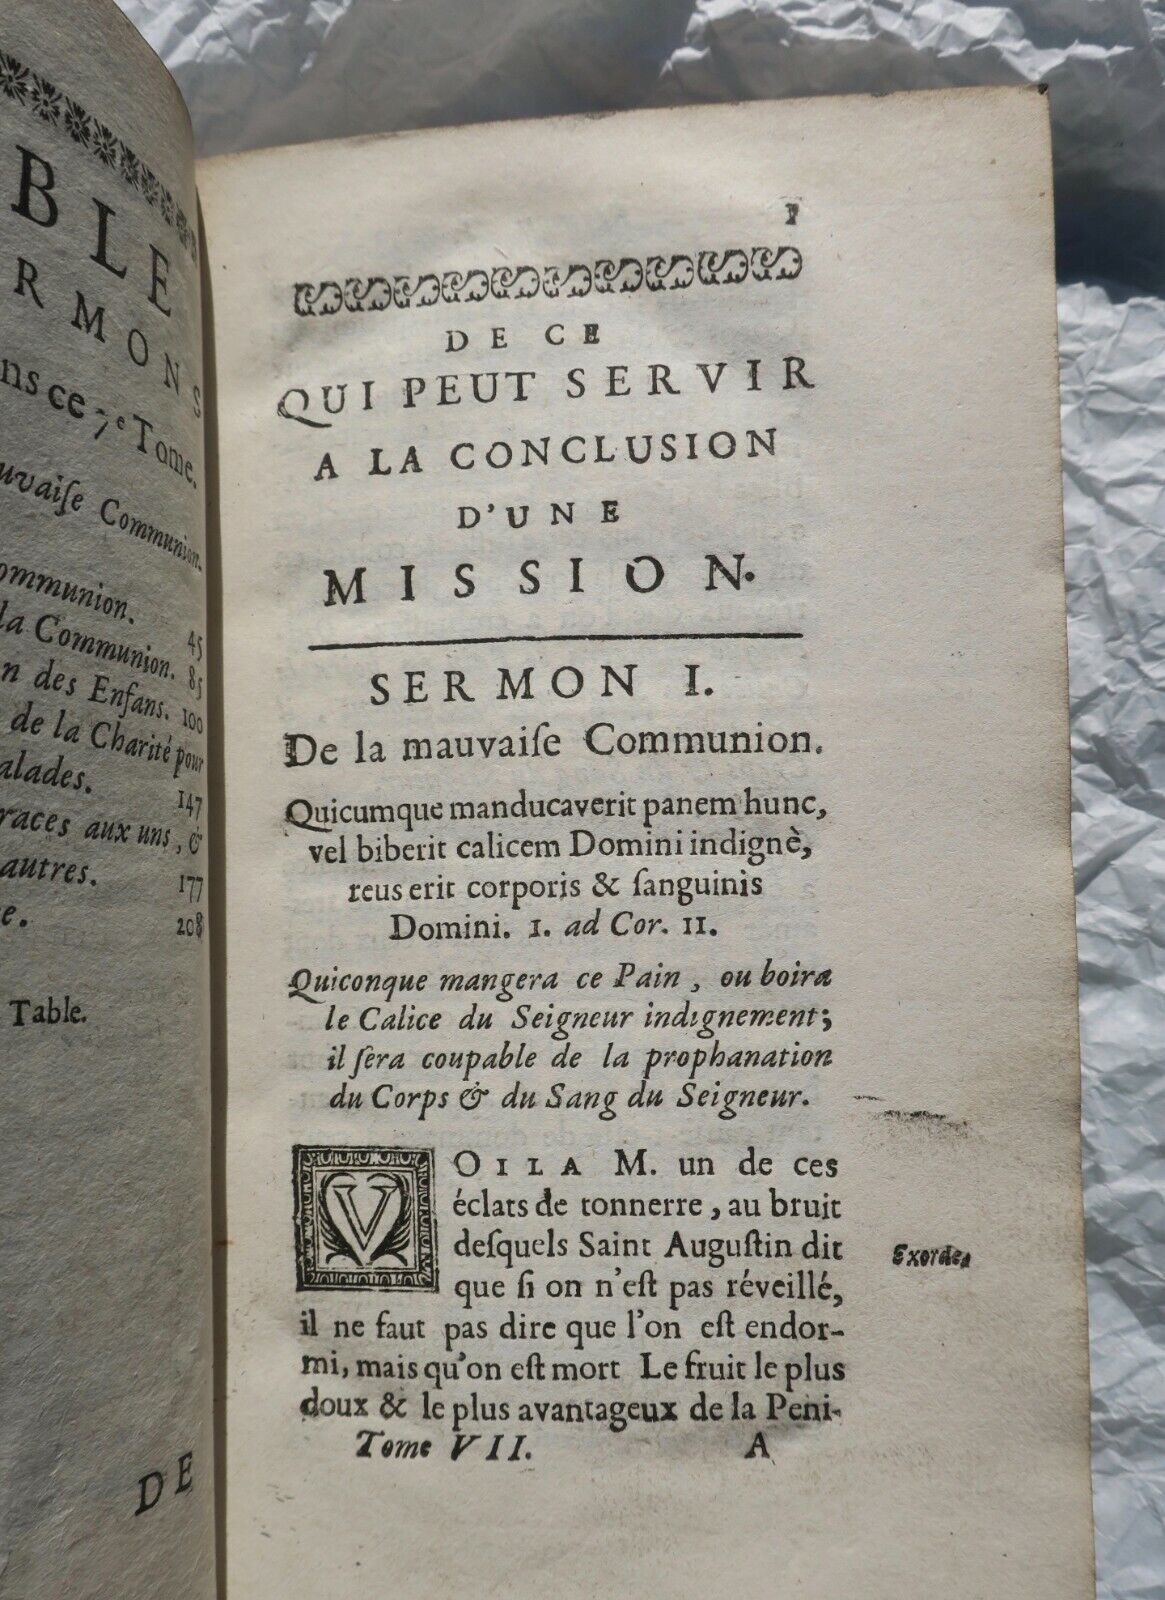 BLE
RMONS
ns ce 7e Tome.
uvaiſe Communion.
ommunion. 45
la Communion. 85
n des Enfans. 100
de la Charité pour
alades. 147
races aux uns, &
autres. 177
e. 208
Table.
DE
DE CE
QUI PEUT SERVIR
A LA CONCLUSION
D'UNE
MISSION.
SERMON I.
De la mauvaiſe Communion.
Quicumque manducaverit panem hunc,
vel biberit calicem Domini indignè,
reus erit corporis & ſanguinis
Domini. 1. ad Cor. 11.
Quiconque mangera ce Pain, ou boira
le Calice du Seigneur indignement;
il ſera coupable de la prophanation
du Corps & du Sang du Seigneur.
VOILA M. un de ces
éclats de tonnerre, au bruit
deſquels Saint Auguſtin dit
que ſi on n'eſt pas réveillé,
il ne faut pas dire que l'on eſt endor-
mi, mais qu'on eſt mort Le fruit le plus
doux & le plus avantageux de la Peni-
Tome VII. A